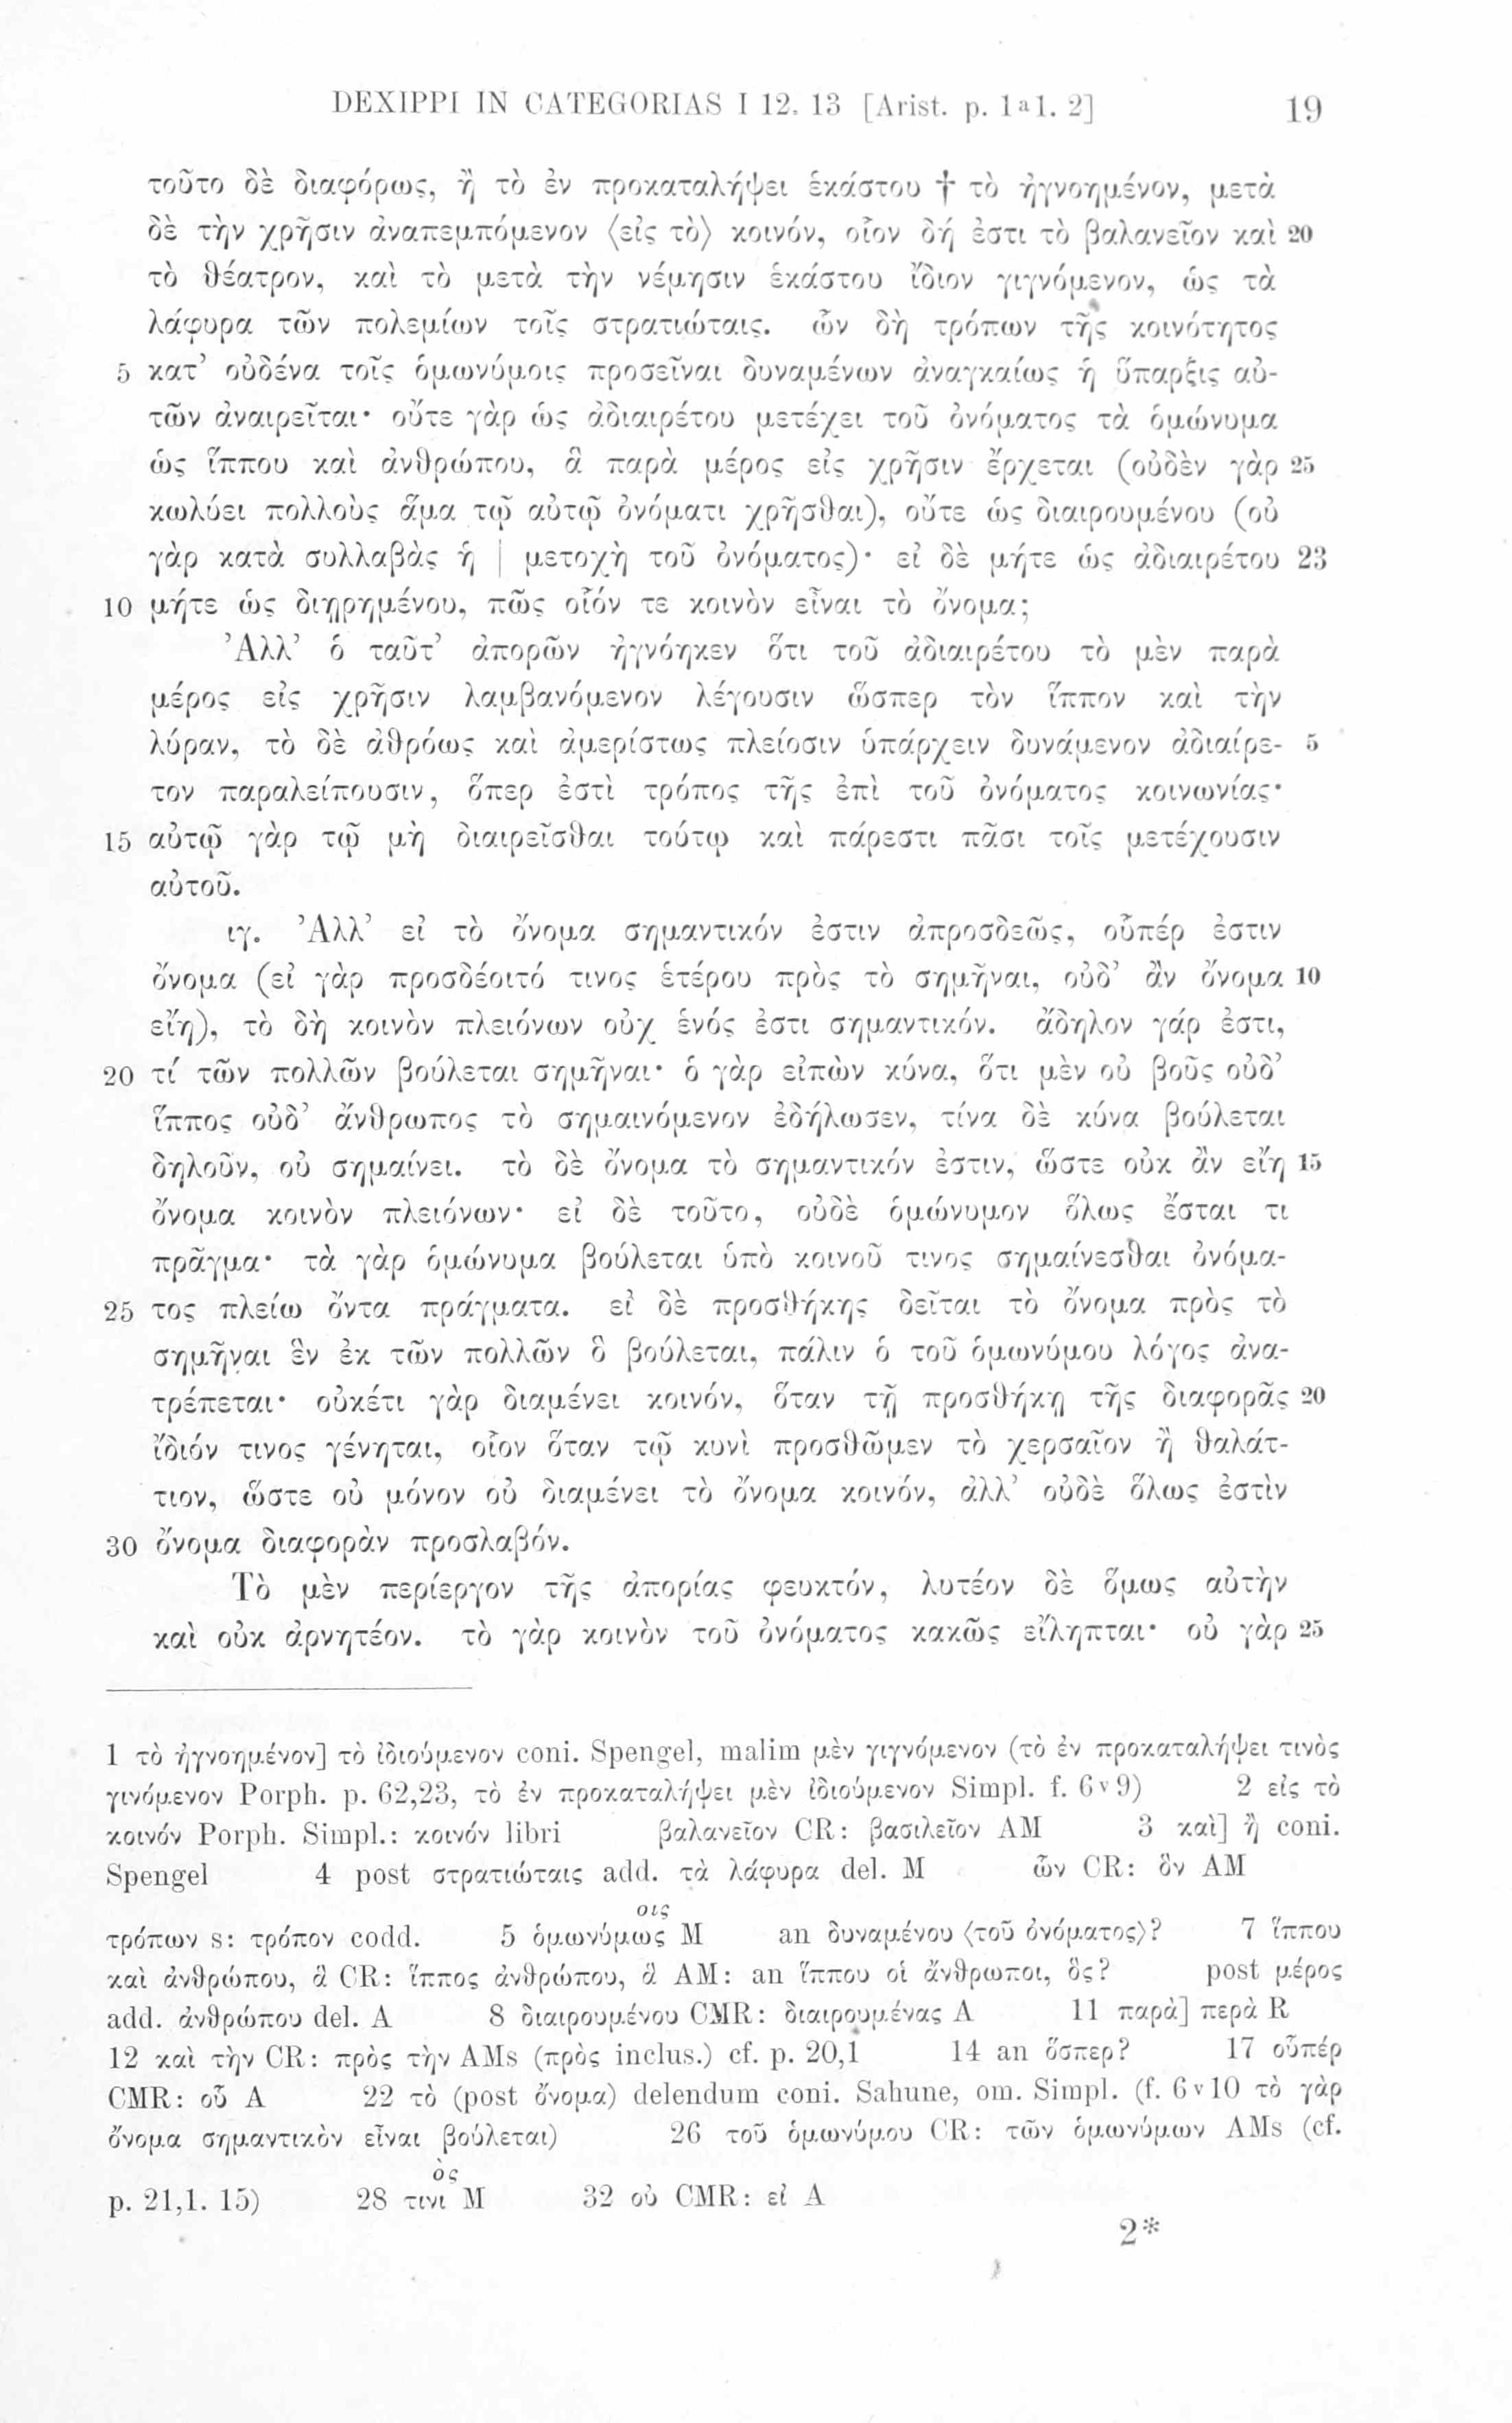 DEXIPPI IN CATEGORIAS I 12. 13 [Arist. p. 1ᵃ1. 2] 19
τοῦτο δὲ διαφόρως, ἢ τὸ ἐν προκαταλήψει ἑκάστου † τὸ ἠγνοημένον, μετὰ
δὲ τὴν χρῆσιν ἀναπεμπόμενον ⟨εἰς τὸ⟩ κοινόν, οἷον δή ἐστι τὸ βαλανεῖον καὶ 20
τὸ θέατρον, καὶ τὸ μετὰ τὴν νέμησιν ἑκάστου ἴδιον γιγνόμενον, ὡς τὰ
λάφυρα τῶν πολεμίων τοῖς στρατιώταις. ὧν δὴ τρόπων τῆς κοινότητος
5 κατ’ οὐδένα τοῖς ὁμωνύμοις προσεῖναι δυναμένων ἀναγκαίως ἡ ὕπαρξις αὐ-
τῶν ἀναιρεῖται· οὔτε γὰρ ὡς ἀδιαιρέτου μετέχει τοῦ ὀνόματος τὰ ὁμώνυμα
ὡς ἵππου καὶ ἀνθρώπου, ἃ παρὰ μέρος εἰς χρῆσιν ἔρχεται (οὐδὲν γὰρ 25
κωλύει πολλοὺς ἅμα τῷ αὐτῷ ὀνόματι χρῆσθαι), οὔτε ὡς διαιρουμένου (οὐ
γὰρ κατὰ συλλαβὰς ἡ | μετοχὴ τοῦ ὀνόματος)· εἰ δὲ μήτε ὡς ἀδιαιρέτου 23
10 μήτε ὡς διῃρημένου, πῶς οἷόν τε κοινὸν εἶναι τὸ ὄνομα;
Ἀλλ’ ὁ ταῦτ’ ἀπορῶν ἠγνόηκεν ὅτι τοῦ ἀδιαιρέτου τὸ μὲν παρὰ
μέρος εἰς χρῆσιν λαμβανόμενον λέγουσιν ὥσπερ τὸν ἵππον καὶ τὴν
λύραν, τὸ δὲ ἀθρόως καὶ ἀμερίστως πλείοσιν ὑπάρχειν δυνάμενον ἀδιαίρε- 5
τον παραλείπουσιν, ὅπερ ἐστὶ τρόπος τῆς ἐπὶ τοῦ ὀνόματος κοινωνίας·
15 αὐτῷ γὰρ τῷ μὴ διαιρεῖσθαι τούτῳ καὶ πάρεστι πᾶσι τοῖς μετέχουσιν
αὐτοῦ.
ιγ. Ἀλλ’ εἰ τὸ ὄνομα σημαντικόν ἐστιν ἀπροσδεῶς, οὗπέρ ἐστιν
ὄνομα (εἰ γὰρ προσδέοιτό τινος ἑτέρου πρὸς τὸ σημῆναι, οὐδ’ ἂν ὄνομα 10
εἴη), τὸ δὴ κοινὸν πλειόνων οὐχ ἑνός ἐστι σημαντικόν. ἄδηλον γάρ ἐστι,
20 τί τῶν πολλῶν βούλεται σημῆναι· ὁ γὰρ εἰπὼν κύνα, ὅτι μὲν οὐ βοῦς οὐδ’
ἵππος οὐδ’ ἄνθρωπος τὸ σημαινόμενον ἐδήλωσεν, τίνα δὲ κύνα βούλεται
δηλοῦν, οὐ σημαίνει. τὸ δὲ ὄνομα τὸ σημαντικόν ἐστιν, ὥστε οὐκ ἂν εἴη 15
ὄνομα κοινὸν πλειόνων· εἰ δὲ τοῦτο, οὐδὲ ὁμώνυμον ὅλως ἔσται τι
πρᾶγμα· τὰ γὰρ ὁμώνυμα βούλεται ὑπὸ κοινοῦ τινος σημαίνεσθαι ὀνόμα-
25 τος πλείω ὄντα πράγματα. εἰ δὲ προσθήκης δεῖται τὸ ὄνομα πρὸς τὸ
σημῆναι ἓν ἐκ τῶν πολλῶν ὃ βούλεται, πάλιν ὁ τοῦ ὁμωνύμου λόγος ἀνα-
τρέπεται· οὐκέτι γὰρ διαμένει κοινόν, ὅταν τῇ προσθήκῃ τῆς διαφορᾶς 20
ἴδιόν τινος γένηται, οἷον ὅταν τῷ κυνὶ προσθῶμεν τὸ χερσαῖον ἢ θαλάτ-
τιον, ὥστε οὐ μόνον οὐ διαμένει τὸ ὄνομα κοινόν, ἀλλ’ οὐδὲ ὅλως ἐστὶν
30 ὄνομα διαφορὰν προσλαβόν.
Τὸ μὲν περίεργον τῆς ἀπορίας φευκτόν, λυτέον δὲ ὅμως αὐτὴν
καὶ οὐκ ἀρνητέον. τὸ γὰρ κοινὸν τοῦ ὀνόματος κακῶς εἴληπται· οὐ γὰρ 25
1 τὸ ἠγνοημένον] τὸ ἰδιούμενον coni. Spengel, malim μὲν γιγνόμενον (τὸ ἐν προκαταλήψει τινὸς
γινόμενον Porph. p. 62,23, τὸ ἐν προκαταλήψει μὲν ἰδιούμενον Simpl. f. 6ᵛ9) 2 εἰς τὸ
κοινόν Porph. Simpl.: κοινόν libri βαλανεῖον CR: βασιλεῖον AM 3 καὶ] ἢ coni.
Spengel 4 post στρατιώταις add. τὰ λάφυρα del. M ὧν CR: ὃν AM
οις
τρόπων s: τρόπον codd. 5 ὁμωνύμως M an δυναμένου ⟨τοῦ ὀνόματος⟩? 7 ἵππου
καὶ ἀνθρώπου, ἃ CR: ἵππος ἀνθρώπου, ἃ AM: an ἵππου οἱ ἄνθρωποι, ὃς? post μέρος
add. ἀνθρώπου del. A 8 διαιρουμένου CMR: διαιρουμένας A 11 παρὰ] περὰ R
12 καὶ τὴν CR: πρὸς τὴν AMs (πρὸς inclus.) cf. p. 20,1 14 an ὅσπερ? 17 οὗπέρ
CMR: οὗ A 22 τὸ (post ὄνομα) delendum coni. Sahune, om. Simpl. (f. 6ᵛ10 τὸ γὰρ
ὄνομα σημαντικὸν εἶναι βούλεται) 26 τοῦ ὁμωνύμου CR: τῶν ὁμωνύμων AMs (cf.
ὸς
p. 21,1. 15) 28 τινι M 32 οὐ CMR: εἰ A
2*